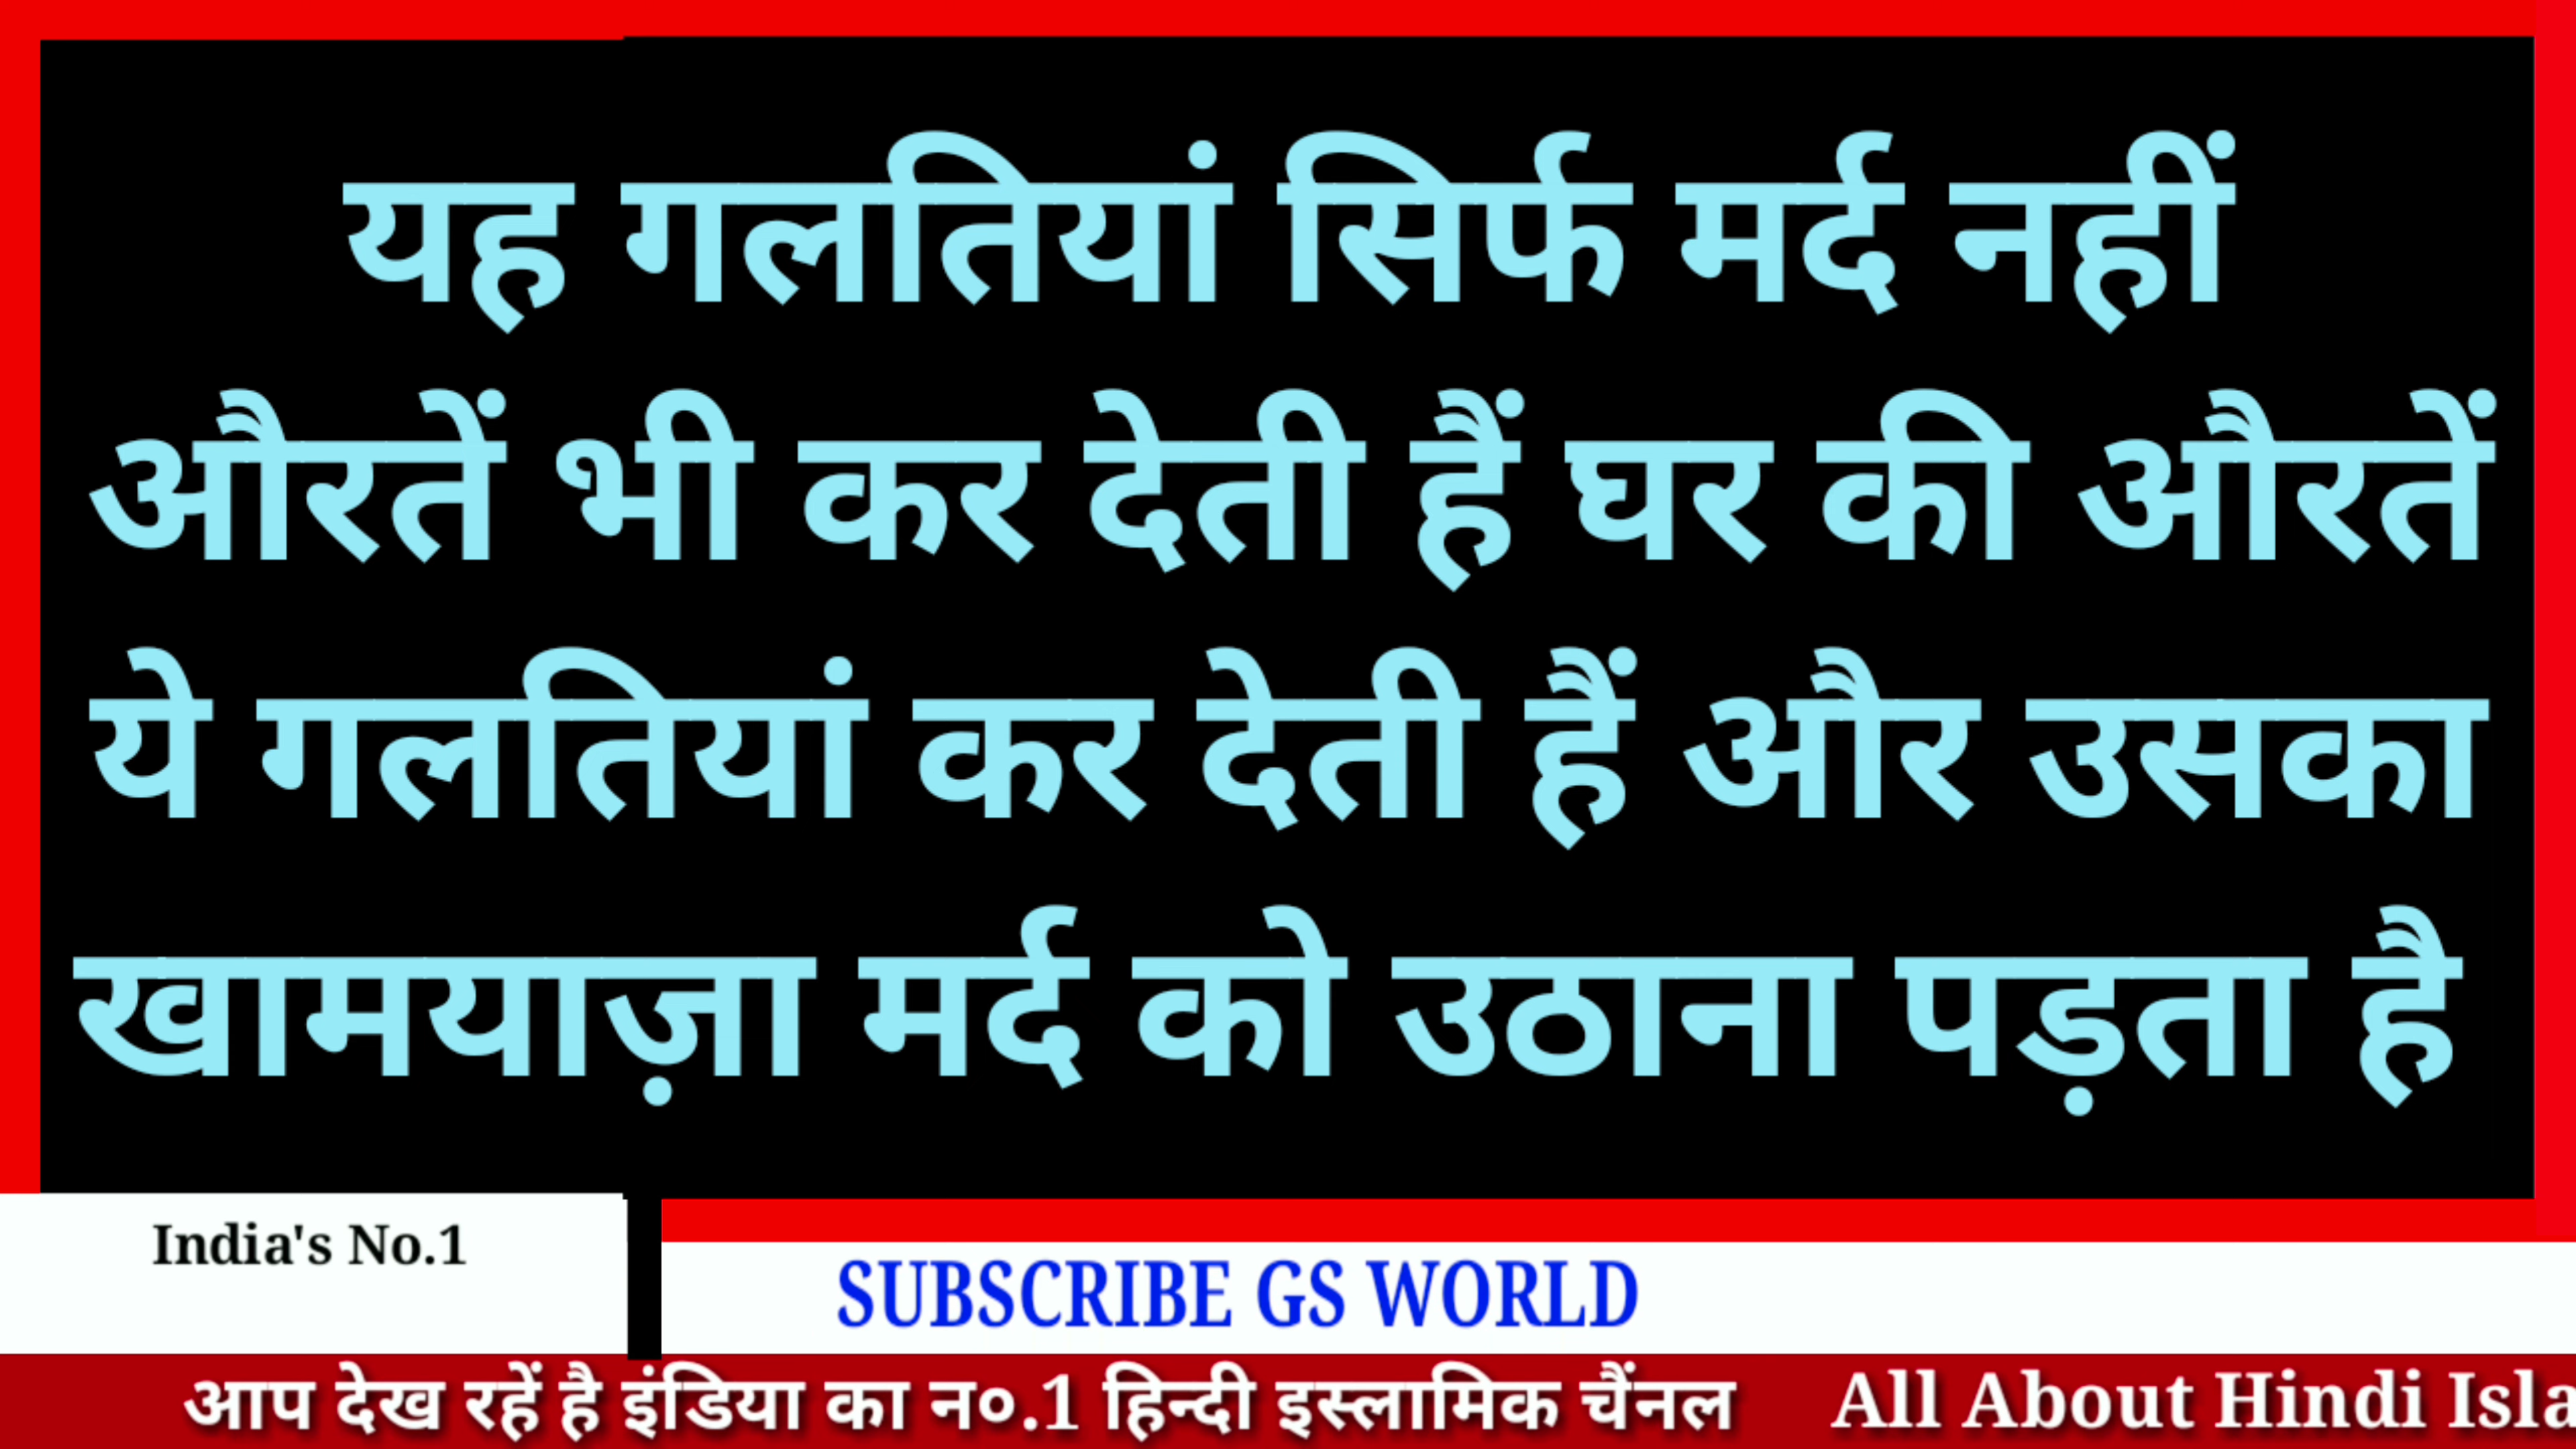 यह गलतियां सिर्फ मर्द नहीं
औरतें भी कर देती हैं घर की औरतें
ये गलतियां कर देती हैं और उसका
खामयाज़ा मर्द को उठाना पड़ता है
India's No.1
SUBSCRIBE GS WORLD
आप देख रहें है इंडिया का न०.1 हिन्दी इस्लामिक चैंनल All About Hindi Isla